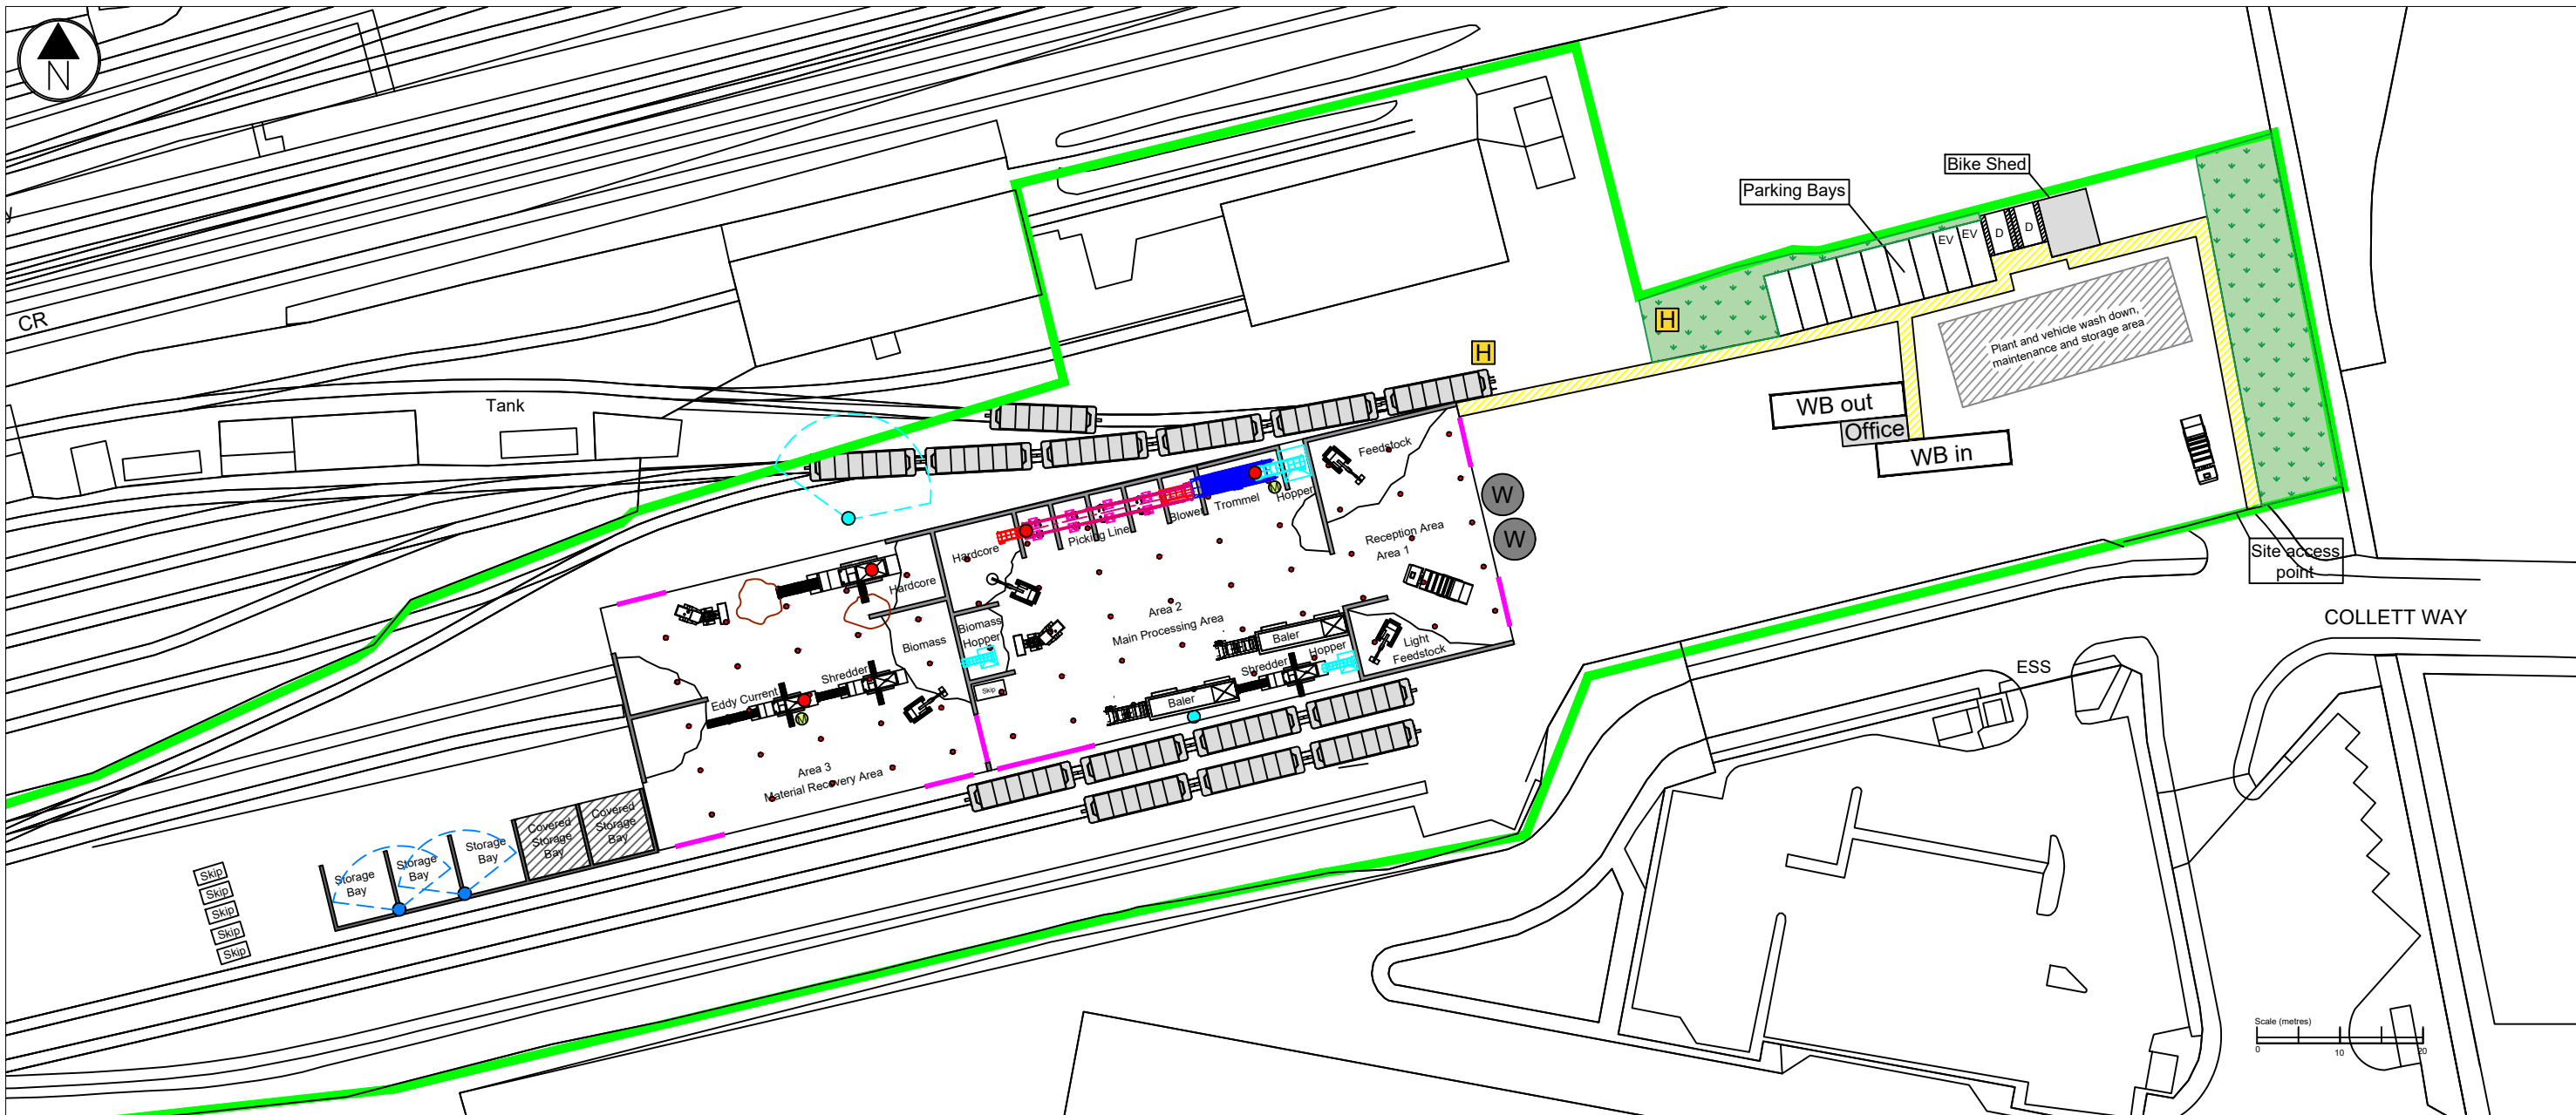 N
CR
Tank
Bike Shed
Parking Bays
EV
EV
D
D
H
H
Plant and vehicle wash down,
maintenance and storage area
WB out
Office
WB in
Site access
point
COLLETT WAY
ESS
W
W
Feedstock
Reception Area
Area 1
Hopper
Trommel
M
Blower
Picking Line
Hardcore
Hardcore
Area 2
Main Processing Area
Biomass
Hopper
Biomass
Skip
Baler
Shredder
Hopper
Light
Feedstock
Baler
Shredder
Eddy Current
M
Area 3
Material Recovery Area
Covered
Storage
Bay
Covered
Storage
Bay
Storage
Bay
Storage
Bay
Storage
Bay
Skip
Skip
Skip
Skip
Skip
Scale (metres)
0
10
20